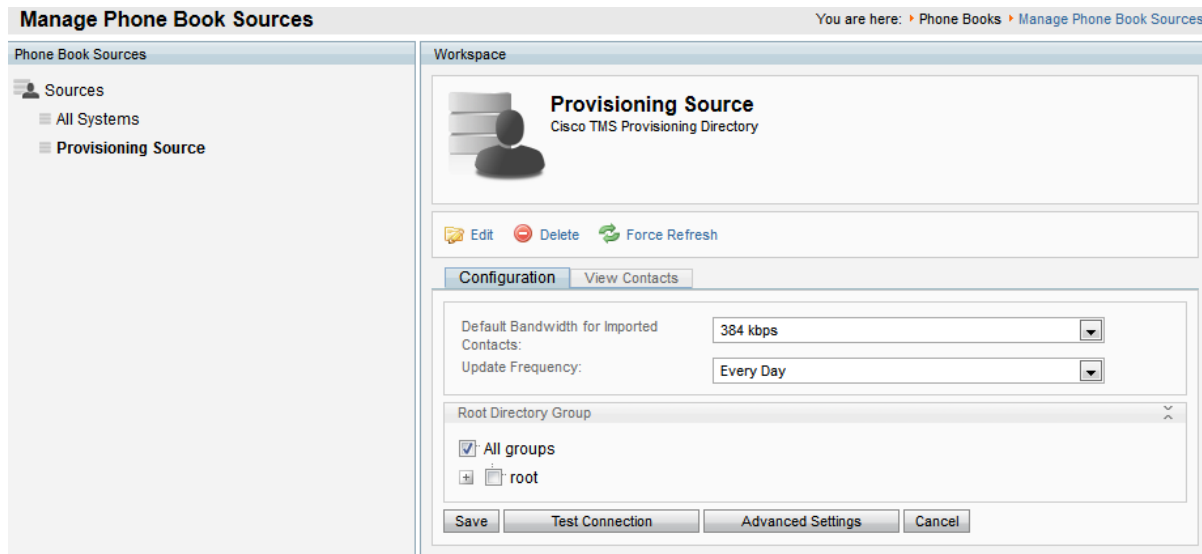 Manage Phone Book Sources
You are here: Phone Books Manage Phone Book Sources
Phone Book Sources
Sources
All Systems
Provisioning Source
Workspace
Provisioning Source
Cisco TMS Provisioning Directory
Edit Delete Force Refresh
Configuration View Contacts
Default Bandwidth for Imported
Contacts:
384 kbps
Update Frequency:
Every Day
Root Directory Group
All groups
root
Save Test Connection Advanced Settings Cancel